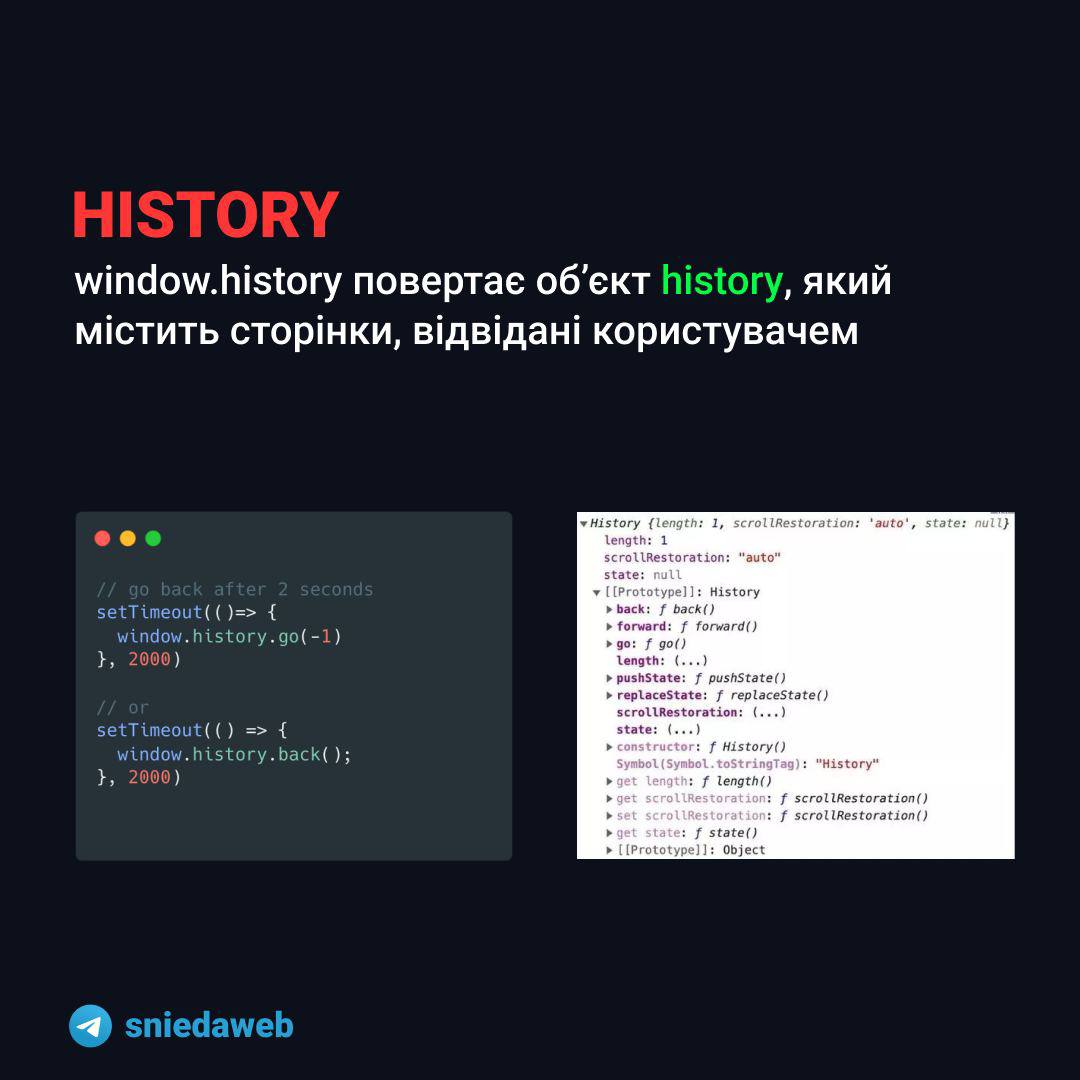 HISTORY
window.history повертає об’єкт history, який
містить сторінки, відвідані користувачем
// go back after 2 seconds
setTimeout(()=> {
  window.history.go(-1)
}, 2000)
// or
setTimeout(() => {
  window.history.back();
}, 2000)
▼History {length: 1, scrollRestoration: 'auto', state: null}
length: 1
scrollRestoration: "auto"
state: null
▼[[Prototype]]: History
▶back: ƒ back()
▶forward: ƒ forward()
▶go: ƒ go()
length: (...)
▶pushState: ƒ pushState()
▶replaceState: ƒ replaceState()
scrollRestoration: (...)
state: (...)
▶constructor: ƒ History()
Symbol(Symbol.toStringTag): "History"
▶get length: ƒ length()
▶get scrollRestoration: ƒ scrollRestoration()
▶set scrollRestoration: ƒ scrollRestoration()
▶get state: ƒ state()
▶[[Prototype]]: Object
sniedaweb